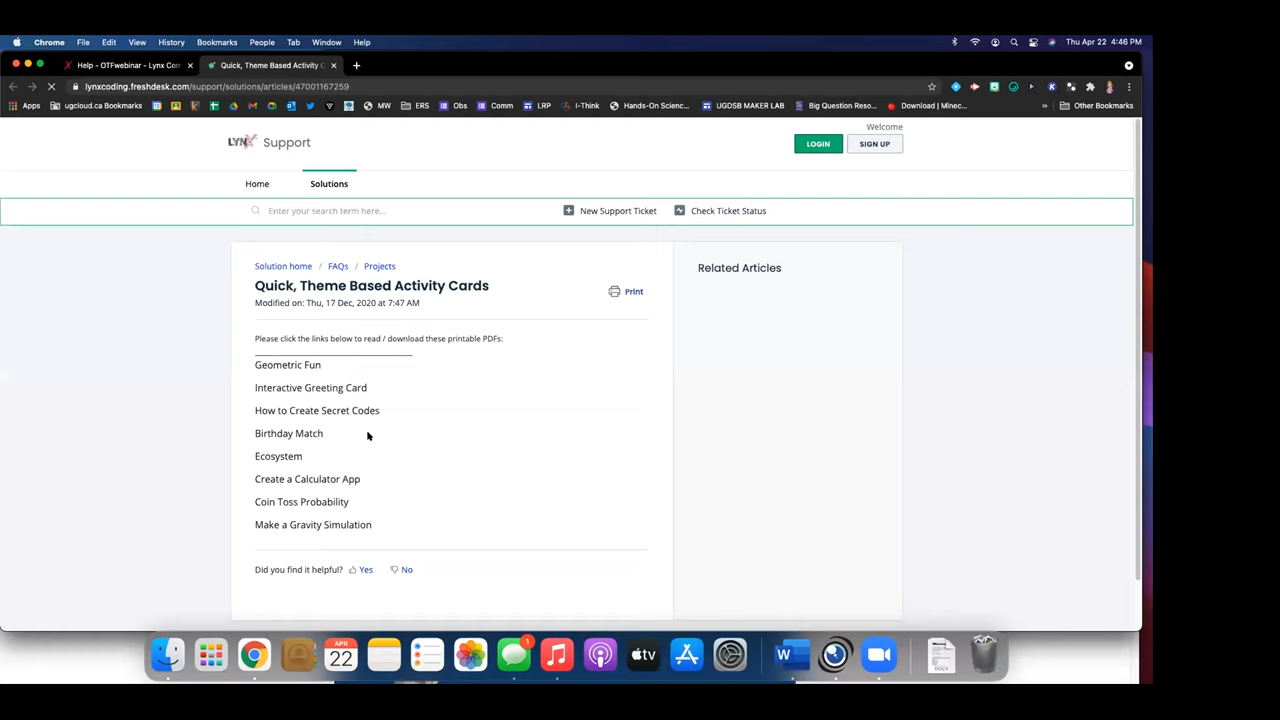 Chrome File Edit View History Bookmarks People Tab Window Help Thu Apr 22 4:46 PM
Help - OTFwebinar - Lynx Com × Quick, Theme Based Activity C × +
lynxcoding.freshdesk.com/support/solutions/articles/47001167259
Apps ugcloud.ca Bookmarks MW ERS Obs Comm LRP I-Think Hands-On Scienc... UGDSB MAKER LAB Big Question Reso... Download | Minec... » Other Bookmarks
Welcome
LYNX Support LOGIN SIGN UP
Home Solutions
Enter your search term here... New Support Ticket Check Ticket Status
Solution home / FAQs / Projects
Related Articles
Quick, Theme Based Activity Cards
Print
Modified on: Thu, 17 Dec, 2020 at 7:47 AM
Please click the links below to read / download these printable PDFs:
Geometric Fun
Interactive Greeting Card
How to Create Secret Codes
Birthday Match
Ecosystem
Create a Calculator App
Coin Toss Probability
Make a Gravity Simulation
Did you find it helpful? Yes No
APR
22
1
tv
W
DOCX